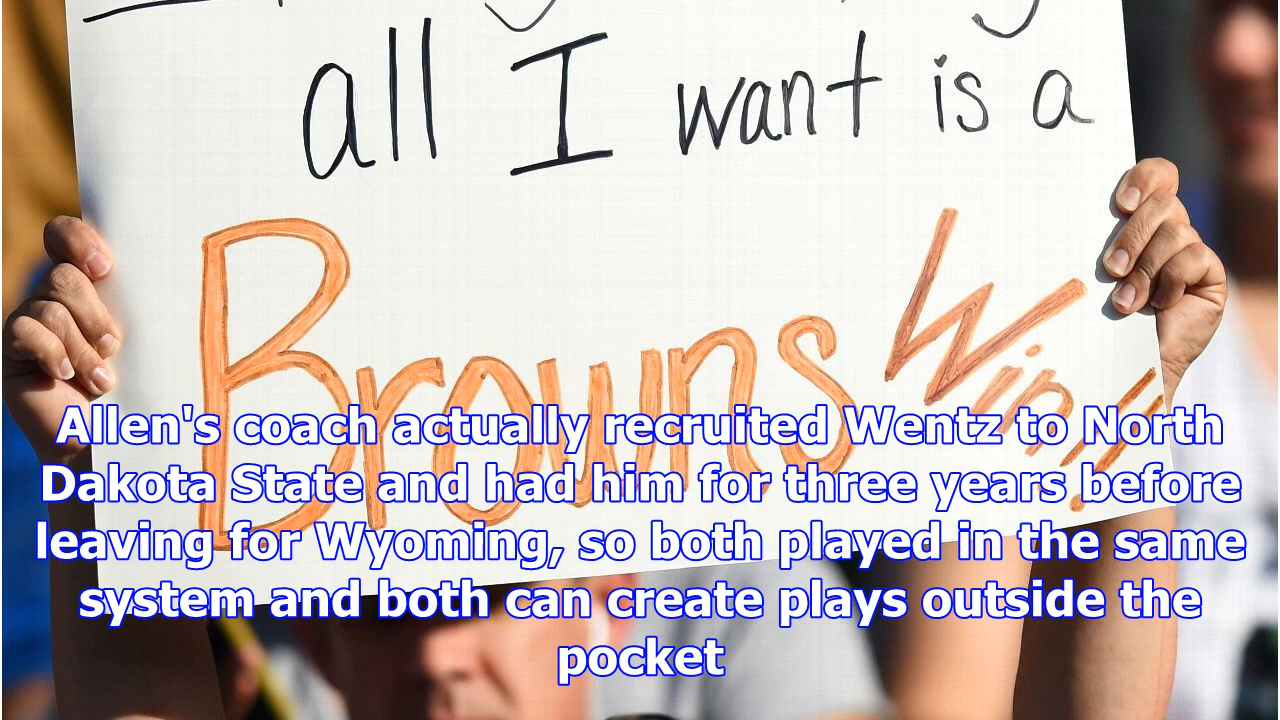 all I want is a
Browns Win!!
Allen's coach actually recruited Wentz to North
Dakota State and had him for three years before
leaving for Wyoming, so both played in the same
system and both can create plays outside the
pocket